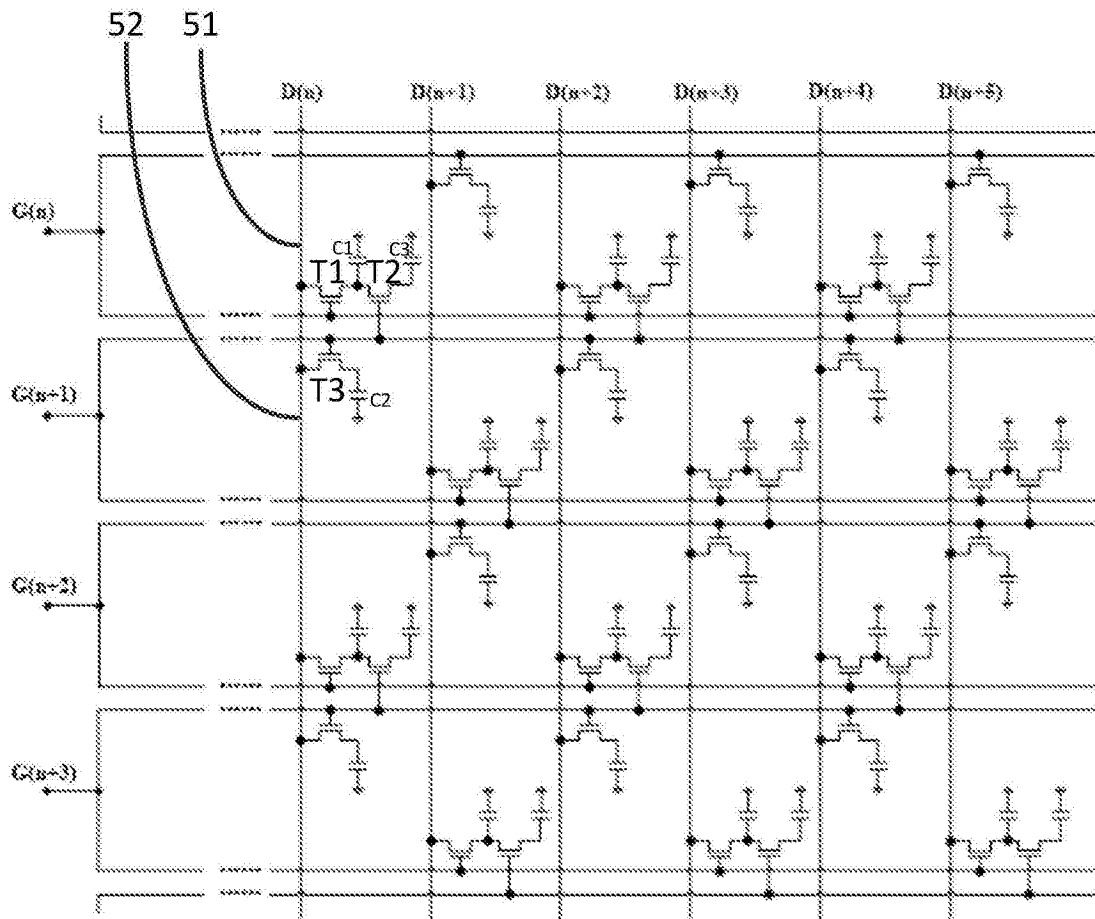 52 51
D(n) D(n+1) D(n+2) D(n+3) D(n+4) D(n+5)
G(n)
C1 C3
T1 T2
T3
C2
G(n+1)
G(n+2)
G(n+3)